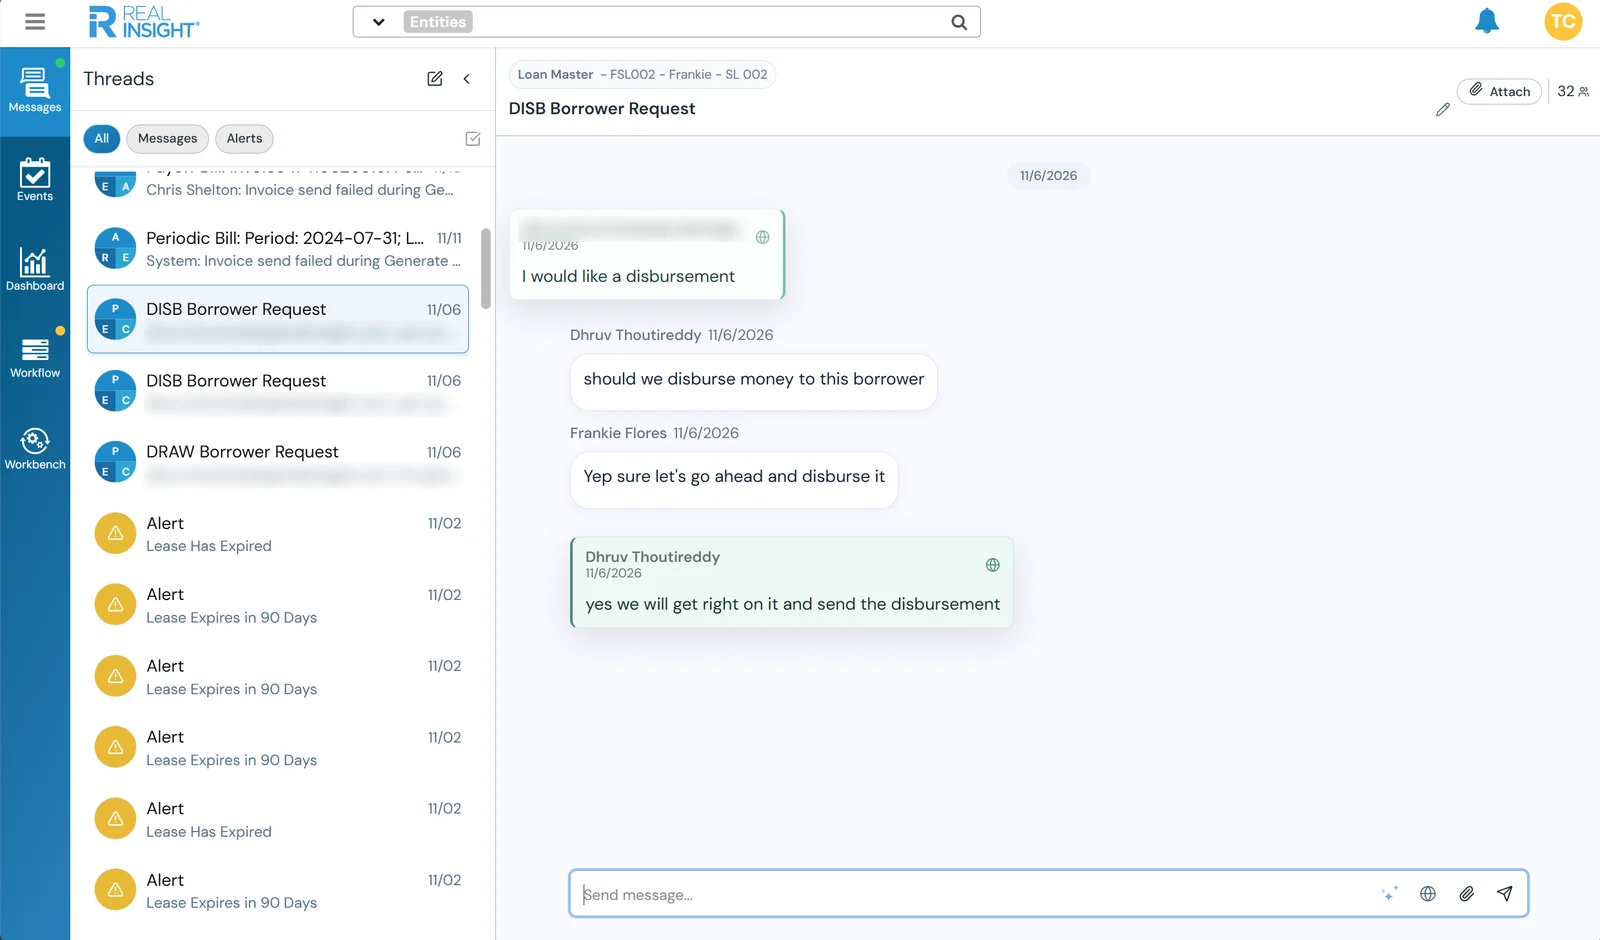 REAL
INSIGHT
Entities
TC
Messages
Events
Dashboard
Workflow
Workbench
Threads
All
Messages
Alerts
E A
Chris Shelton: Invoice send failed during Ge...
A
R E
Periodic Bill: Period: 2024-07-31; L... 11/11
System: Invoice send failed during Generate ...
P
E C
DISB Borrower Request 11/06
P
E C
DISB Borrower Request 11/06
P
E C
DRAW Borrower Request 11/06
Alert 11/02
Lease Has Expired
Alert 11/02
Lease Expires in 90 Days
Alert 11/02
Lease Expires in 90 Days
Alert 11/02
Lease Expires in 90 Days
Alert 11/02
Lease Has Expired
Alert 11/02
Lease Expires in 90 Days
Loan Master - FSL002 - Frankie - SL 002
DISB Borrower Request
Attach
32
11/6/2026
11/6/2026
I would like a disbursement
Dhruv Thoutireddy 11/6/2026
should we disburse money to this borrower
Frankie Flores 11/6/2026
Yep sure let's go ahead and disburse it
Dhruv Thoutireddy
11/6/2026
yes we will get right on it and send the disbursement
Send message...